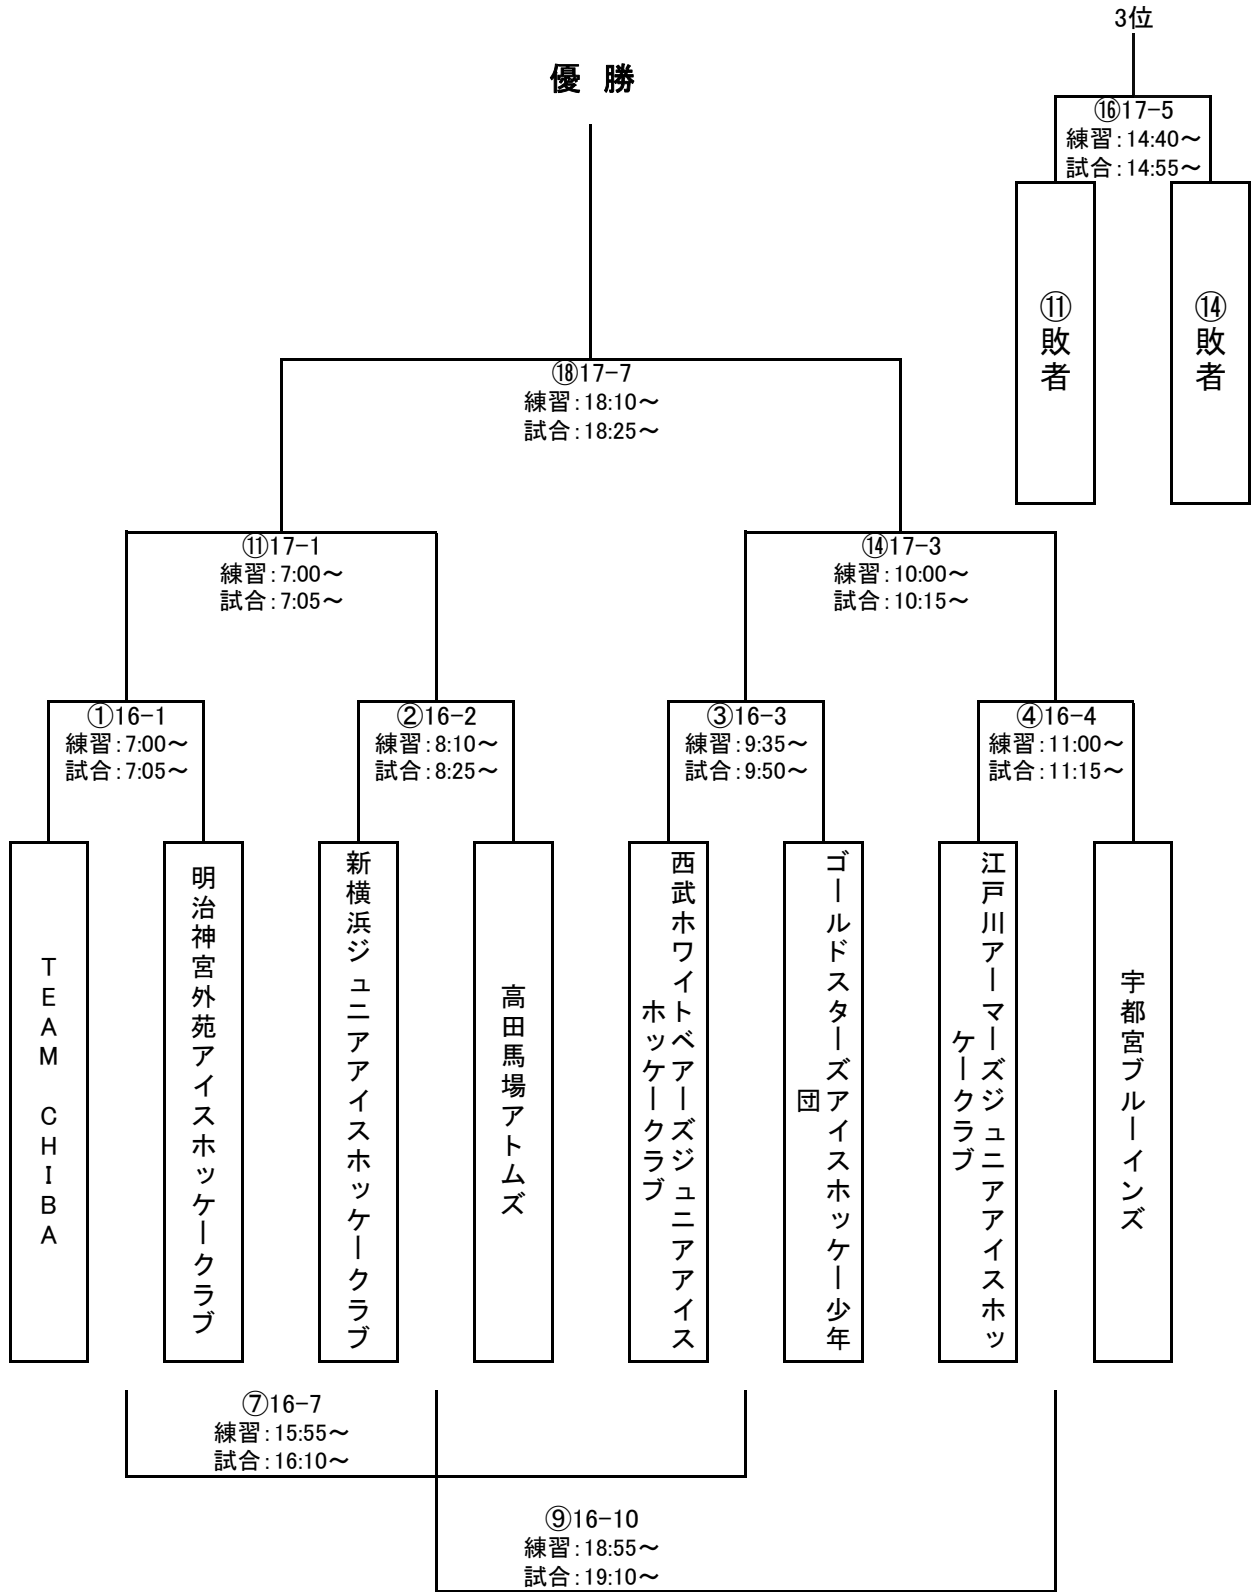 3位
優 勝
⑯17-5
練習:14:40～
試合:14:55～
⑪敗者
⑭敗者
⑱17-7
練習:18:10～
試合:18:25～
⑪17-1
練習:7:00～
試合:7:05～
⑭17-3
練習:10:00～
試合:10:15～
①16-1
練習:7:00～
試合:7:05～
②16-2
練習:8:10～
試合:8:25～
③16-3
練習:9:35～
試合:9:50～
④16-4
練習:11:00～
試合:11:15～
TEAM CHIBA
明治神宮外苑アイスホッケークラブ
新横浜ジュニアアイスホッケークラブ
高田馬場アトムズ
西武ホワイトベアーズジュニアアイス
ホッケークラブ
ゴールドスターズアイスホッケー少年
団
江戸川アーマーズジュニアアイスホッ
ケークラブ
宇都宮ブルーインズ
⑦16-7
練習:15:55～
試合:16:10～
⑨16-10
練習:18:55～
試合:19:10～